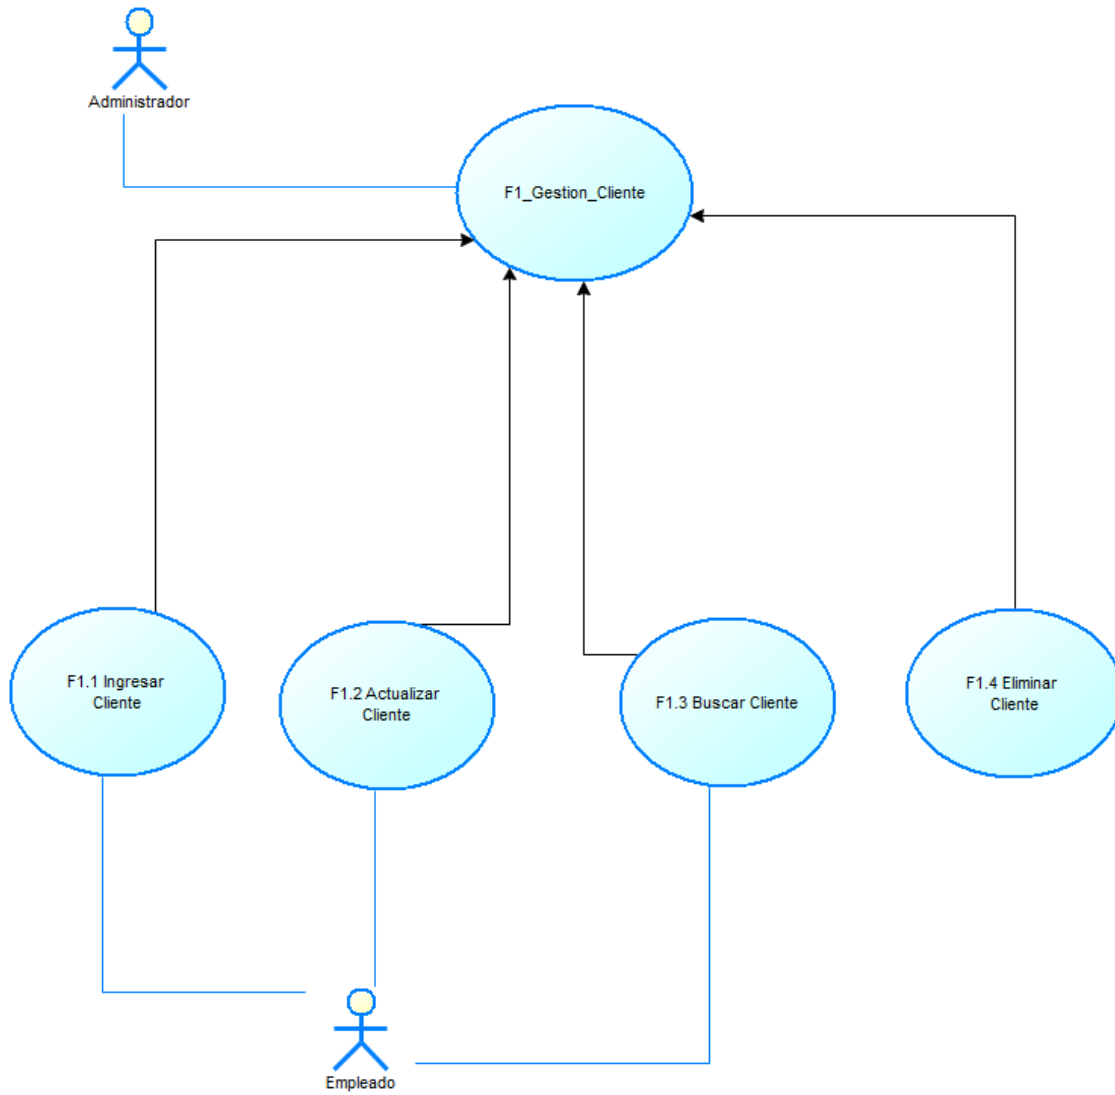 Administrador
F1_Gestion_Cliente
F1.1 Ingresar
Cliente
F1.2 Actualizar
Cliente
F1.3 Buscar Cliente
F1.4 Eliminar
Cliente
Empleado